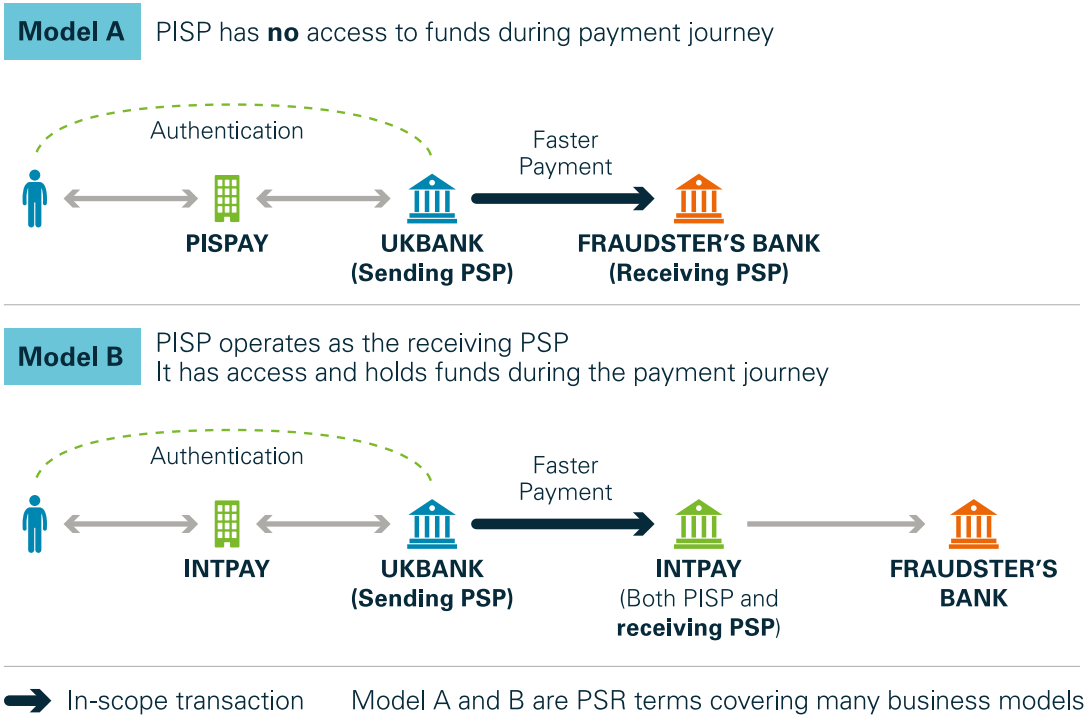 Model A
PISP has no access to funds during payment journey
Authentication
Faster
Payment
PISPAY
UKBANK
(Sending PSP)
FRAUDSTER'S BANK
(Receiving PSP)
Model B
PISP operates as the receiving PSP
It has access and holds funds during the payment journey
Authentication
Faster
Payment
INTPAY
UKBANK
(Sending PSP)
INTPAY
(Both PISP and
receiving PSP)
FRAUDSTER'S
BANK
In-scope transaction
Model A and B are PSR terms covering many business models